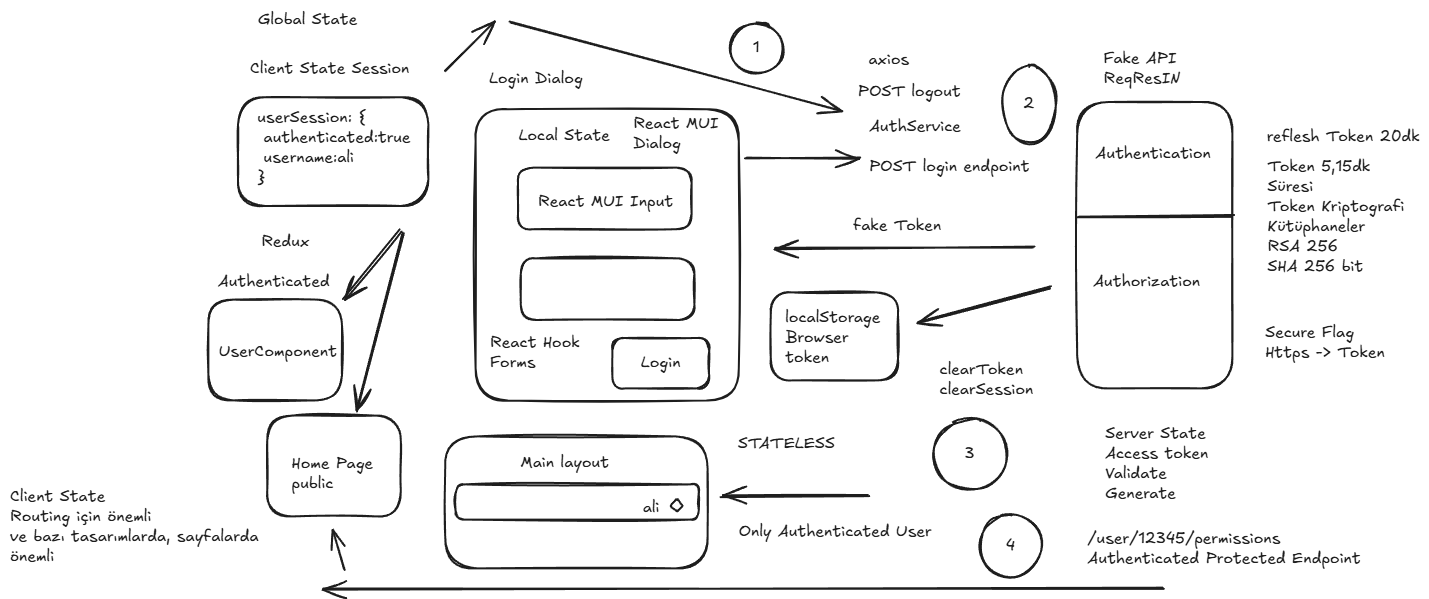 Global State
Client State Session
userSession: {
authenticated:true
username:ali
}
Redux
Authenticated
UserComponent
Home Page
public
Client State
Routing için önemli
ve bazı tasarımlarda, sayfalarda
önemli
Login Dialog
Local State
React MUI
Dialog
React MUI Input
React Hook
Forms
Login
Main layout
ali
1
axios
POST logout
AuthService
POST login endpoint
fake Token
localStorage
Browser
token
clearToken
clearSession
STATELESS
Only Authenticated User
2
3
4
Fake API
ReqResIN
Authentication
Authorization
reflesh Token 20dk
Token 5,15dk
Süresi
Token Kriptografi
Kütüphaneler
RSA 256
SHA 256 bit
Secure Flag
Https -> Token
Server State
Access token
Validate
Generate
/user/12345/permissions
Authenticated Protected Endpoint